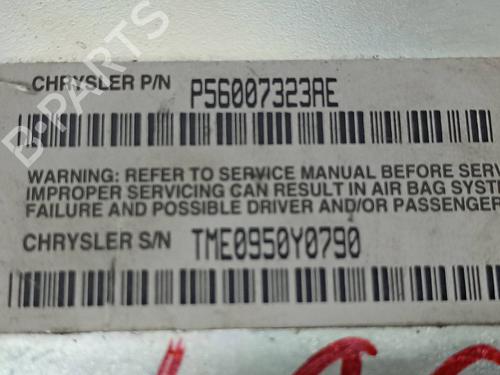 CHRYSLER P/N P56007323AE
B-PARTS
WARNING: REFER TO SERVICE MANUAL BEFORE SERV
IMPROPER SERVICING CAN RESULT IN AIR BAG SYST
FAILURE AND POSSIBLE DRIVER AND/OR PASSENGER
CHRYSLER S/N TME0950Y0790